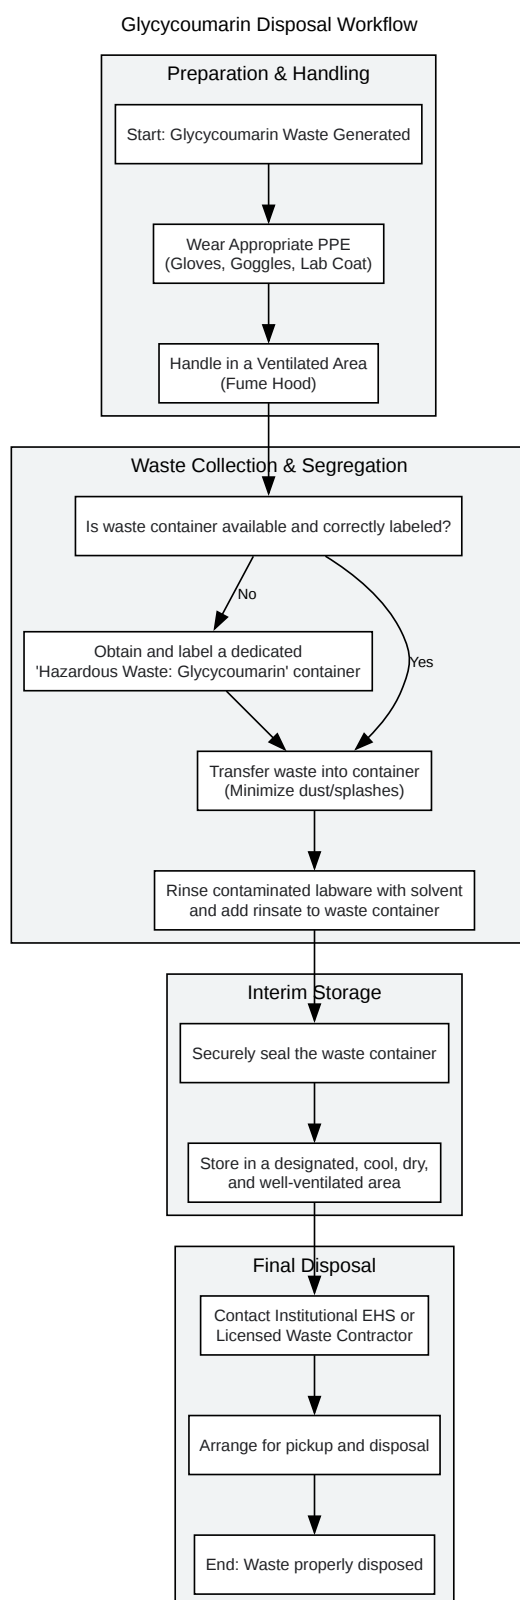 Glycycoumarin Disposal Workflow
Preparation & Handling
Start: Glycycoumarin Waste Generated
Wear Appropriate PPE
(Gloves, Goggles, Lab Coat)
Handle in a Ventilated Area
(Fume Hood)
Waste Collection & Segregation
Is waste container available and correctly labeled?
No
Yes
Obtain and label a dedicated
'Hazardous Waste: Glycycoumarin' container
Transfer waste into container
(Minimize dust/splashes)
Rinse contaminated labware with solvent
and add rinsate to waste container
Interim Storage
Securely seal the waste container
Store in a designated, cool, dry,
and well-ventilated area
Final Disposal
Contact Institutional EHS or
Licensed Waste Contractor
Arrange for pickup and disposal
End: Waste properly disposed